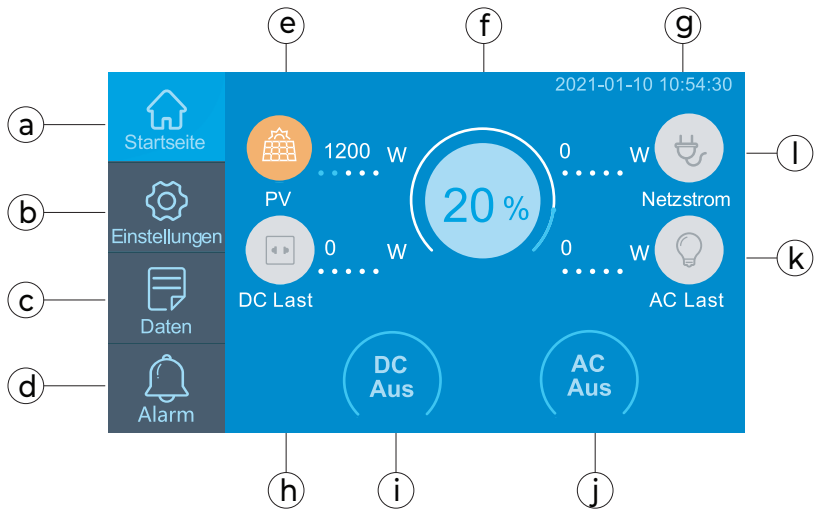 e
f
g
2021-01-10 10:54:30
a
Startseite
1200 W
0 W
l
PV
Netzstrom
20 %
b
Einstellungen
0 W
0 W
k
DC Last
AC Last
c
Daten
DC
Aus
AC
Aus
d
Alarm
h
i
j